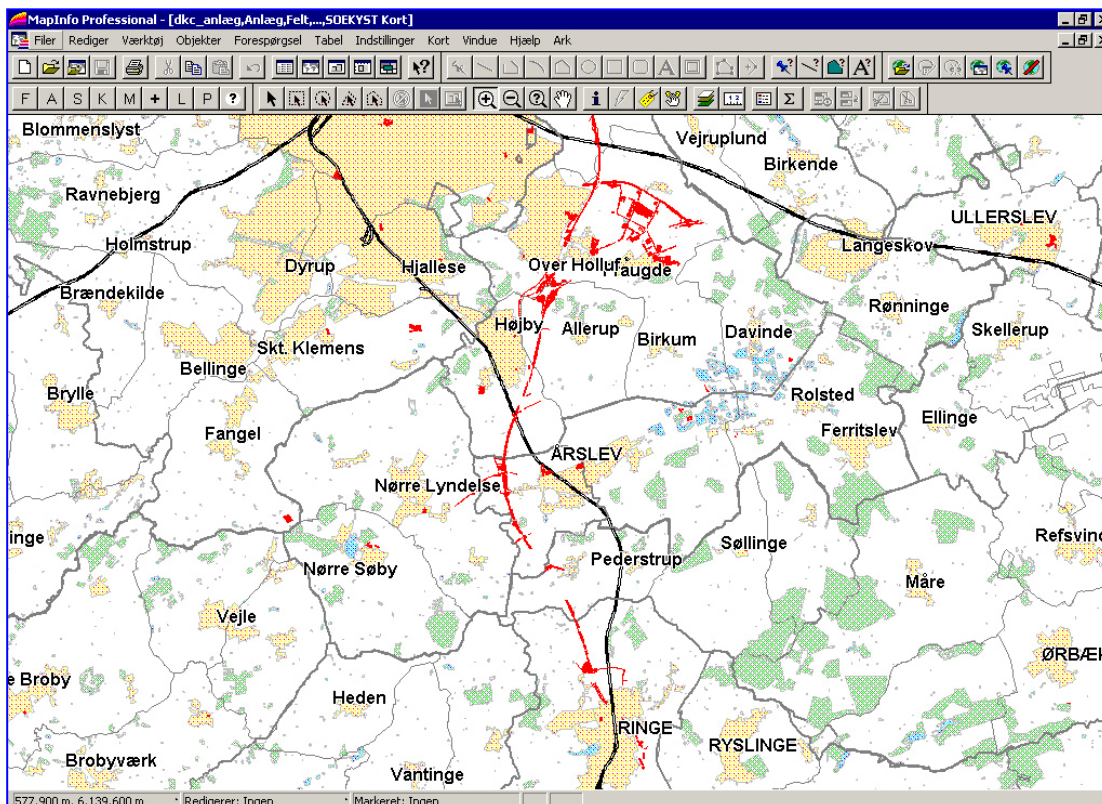 MapInfo Professional - [dkc_anlæg,Anlæg,Felt,...,SOEKYST Kort]
Filer Rediger Værktøj Objekter Forespørgsel Tabel Indstillinger Kort Vindue Hjælp Ark
F A S K M + L P ?
Blommenslyst
Vejruplund
Birkende
Ravnebjerg
ULLERSLEV
Holmstrup
Langeskov
Dyrup
Hjallese
Over Holluf
Taugde
Brændekilde
Rønninge
Højby
Allerup
Birkum
Davinde
Skellerup
Skt. Klemens
Bellinge
Brylle
Rolsted
Ellinge
Fangel
Ferritslev
ÅRSLEV
Nørre Lyndelse
inge
Refsvind
Søllinge
Pederstrup
Nørre Søby
Måre
Vejle
ØRBÆK
e Broby
Heden
RINGE
RYSLINGE
Brobyværk
Vantinge
577.900 m, 6.139.600 m Redigerer: Ingen Markeret: Ingen